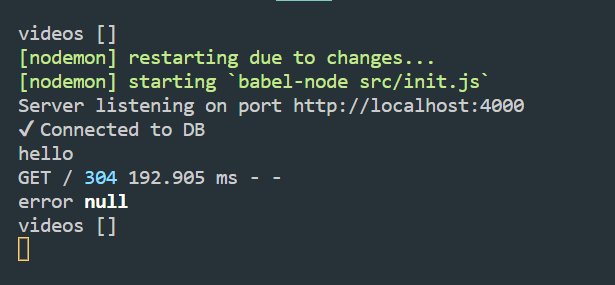 videos []
[nodemon] restarting due to changes...
[nodemon] starting `babel-node src/init.js`
Server listening on port http://localhost:4000
✓ Connected to DB
hello
GET / 304 192.905 ms - -
error null
videos []